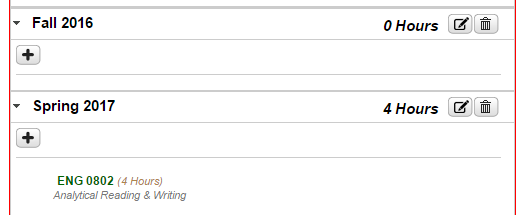 Fall 2016 0 Hours
Spring 2017 4 Hours
ENG 0802 (4 Hours)
Analytical Reading & Writing